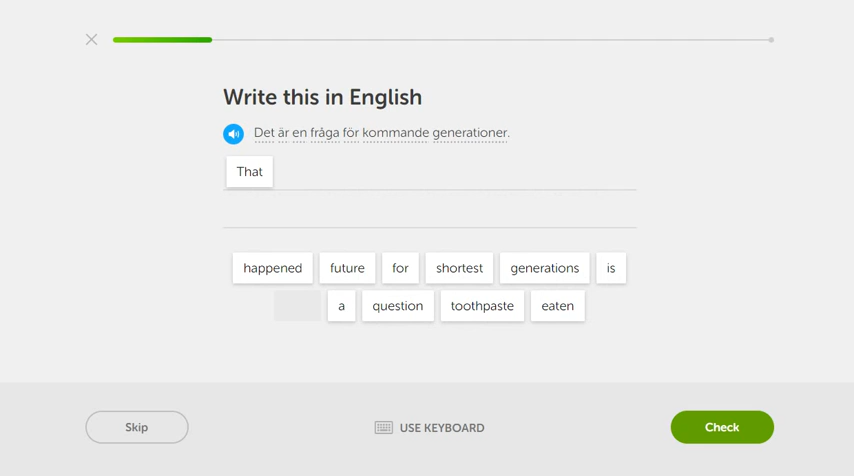 Write this in English
Det är en fråga för kommande generationer.
That
happened future for shortest generations is
a question toothpaste eaten
Skip USE KEYBOARD Check